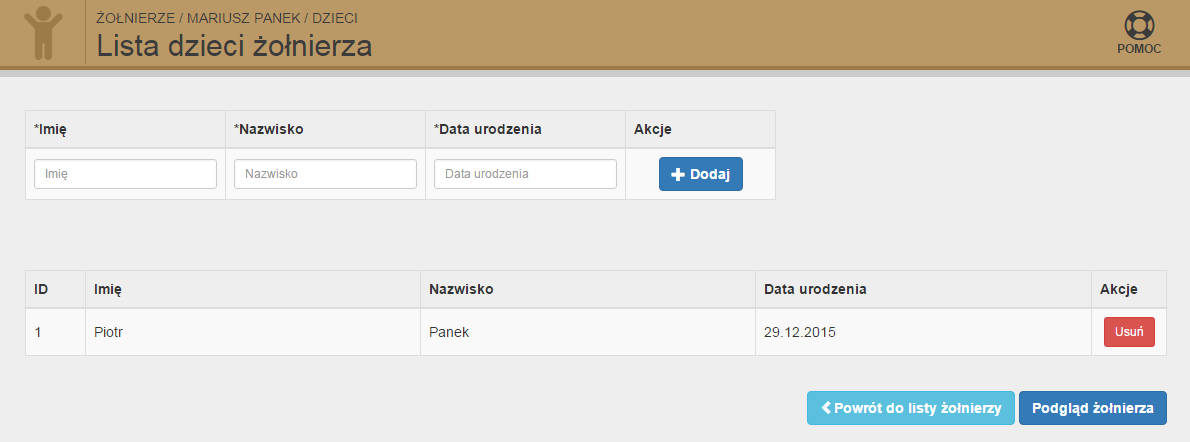 ŻOŁNIERZE / MARIUSZ PANEK / DZIECI
Lista dzieci żołnierza
POMOC
*Imię *Nazwisko *Data urodzenia Akcje
Imię Nazwisko Data urodzenia Dodaj
ID Imię Nazwisko Data urodzenia Akcje
1 Piotr Panek 29.12.2015 Usuń
Powrót do listy żołnierzy Podgląd żołnierza